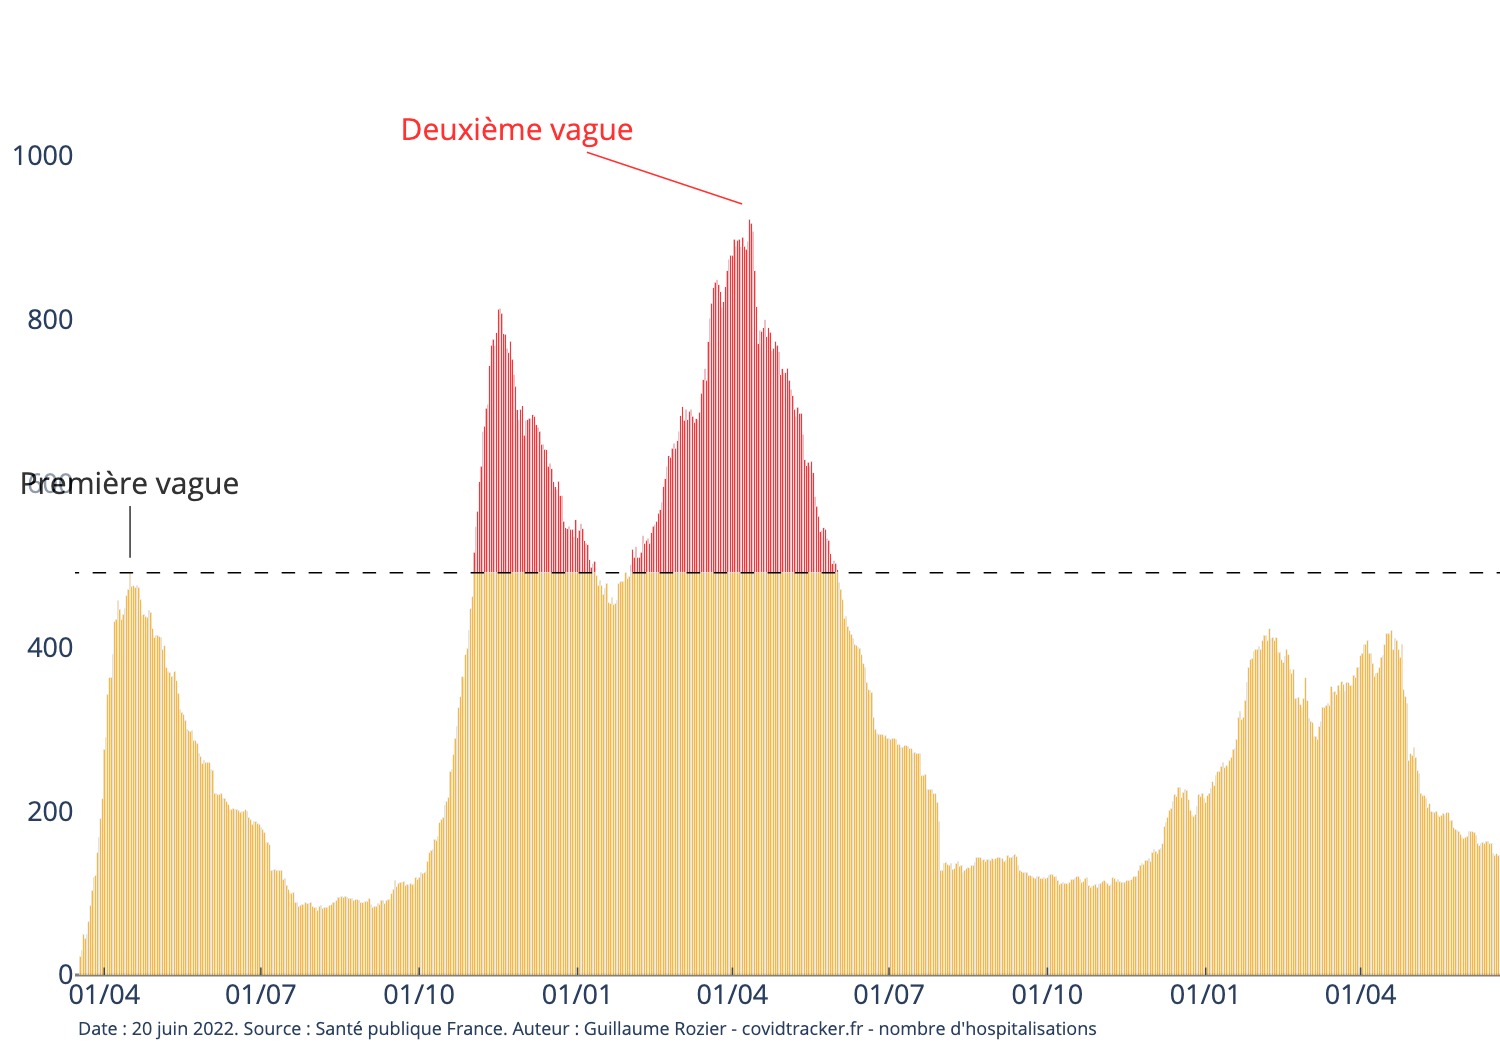 Deuxième vague
1000
800
600
Première vague
400
200
0
01/04 01/07 01/10 01/01 01/04 01/07 01/10 01/01 01/04
Date : 20 juin 2022. Source : Santé publique France. Auteur : Guillaume Rozier - covidtracker.fr - nombre d'hospitalisations